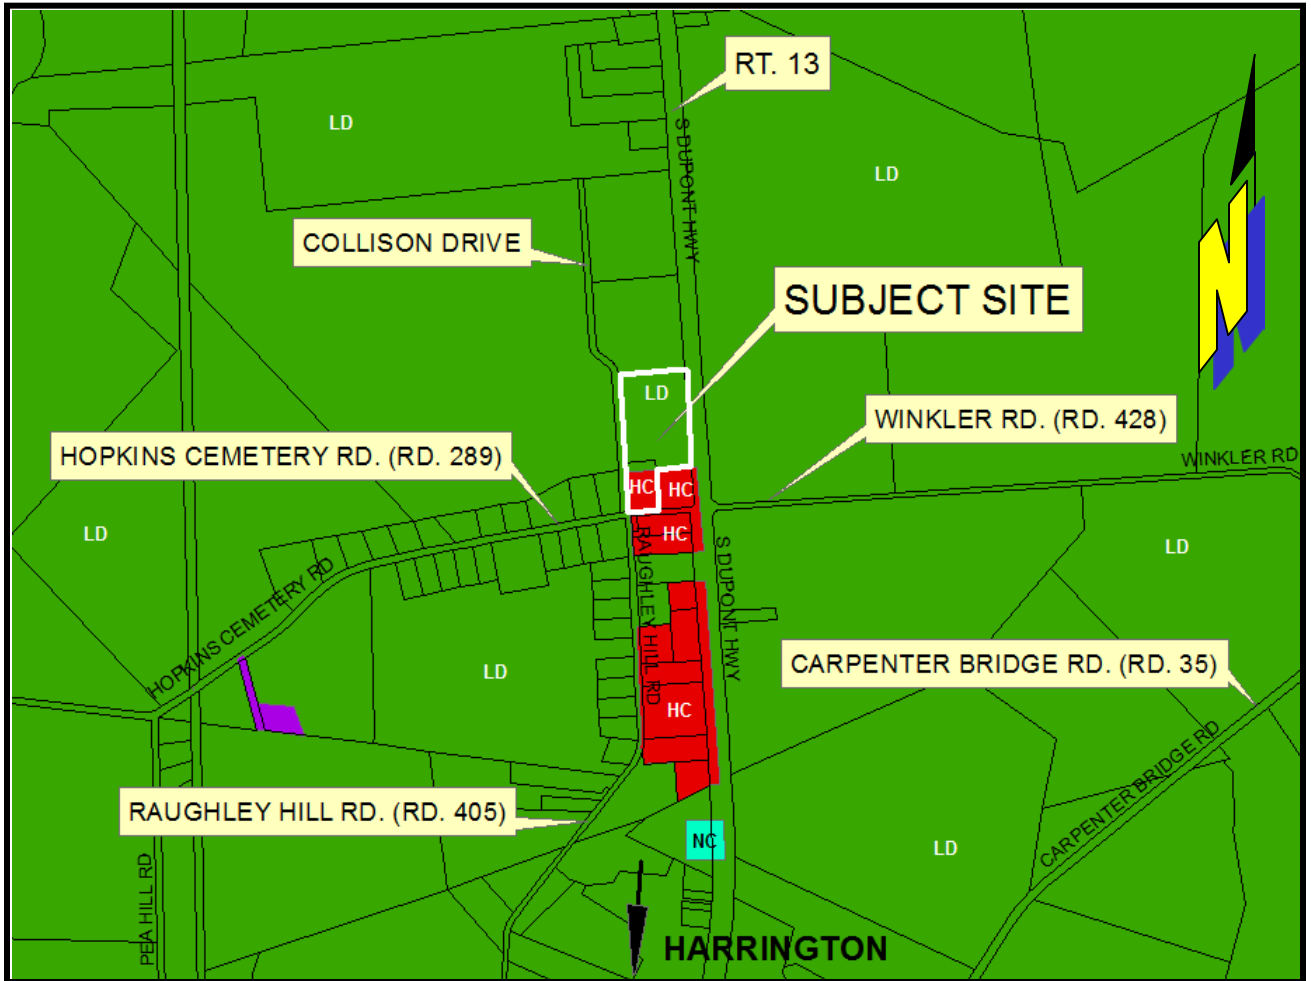 RT. 13
LD
S DUPONT HWY
LD
COLLISON DRIVE
N
SUBJECT SITE
LD
WINKLER RD. (RD. 428)
HOPKINS CEMETERY RD. (RD. 289)
WINKLER RD
HC
HC
LD
HC
LD
HOPKINS CEMETERY RD
RAUGHLEY HILL RD
S DUPONT HWY
LD
CARPENTER BRIDGE RD. (RD. 35)
HC
RAUGHLEY HILL RD. (RD. 405)
CARPENTER BRIDGE RD
NC
LD
PEA HILL RD
HARRINGTON